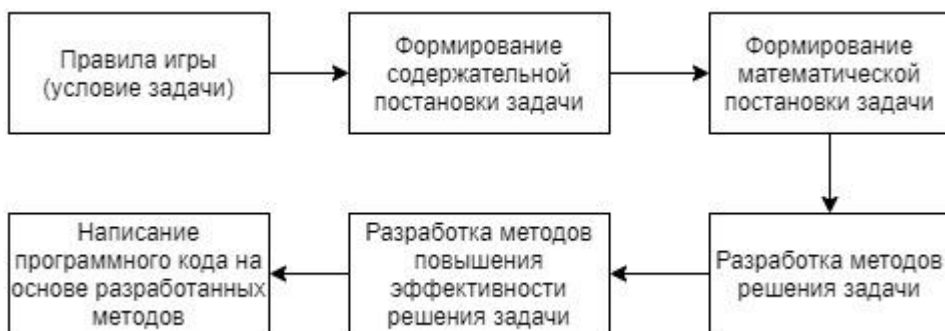 Правила игры
(условие задачи)
Формирование
содержательной
постановки задачи
Формирование
математической
постановки задачи
Разработка методов
решения задачи
Разработка методов
повышения
эффективности
решения задачи
Написание
программного кода на
основе разработанных
методов